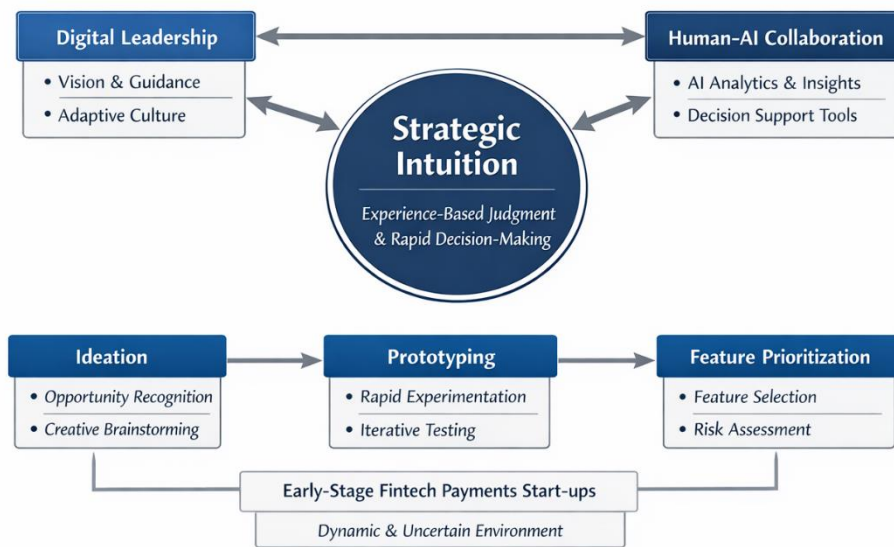 Digital Leadership
• Vision & Guidance
• Adaptive Culture
Human-AI Collaboration
• AI Analytics & Insights
• Decision Support Tools
Strategic
Intuition
Experience-Based Judgment
& Rapid Decision-Making
Ideation
• Opportunity Recognition
• Creative Brainstorming
Prototyping
• Rapid Experimentation
• Iterative Testing
Feature Prioritization
• Feature Selection
• Risk Assessment
Early-Stage Fintech Payments Start-ups
Dynamic & Uncertain Environment